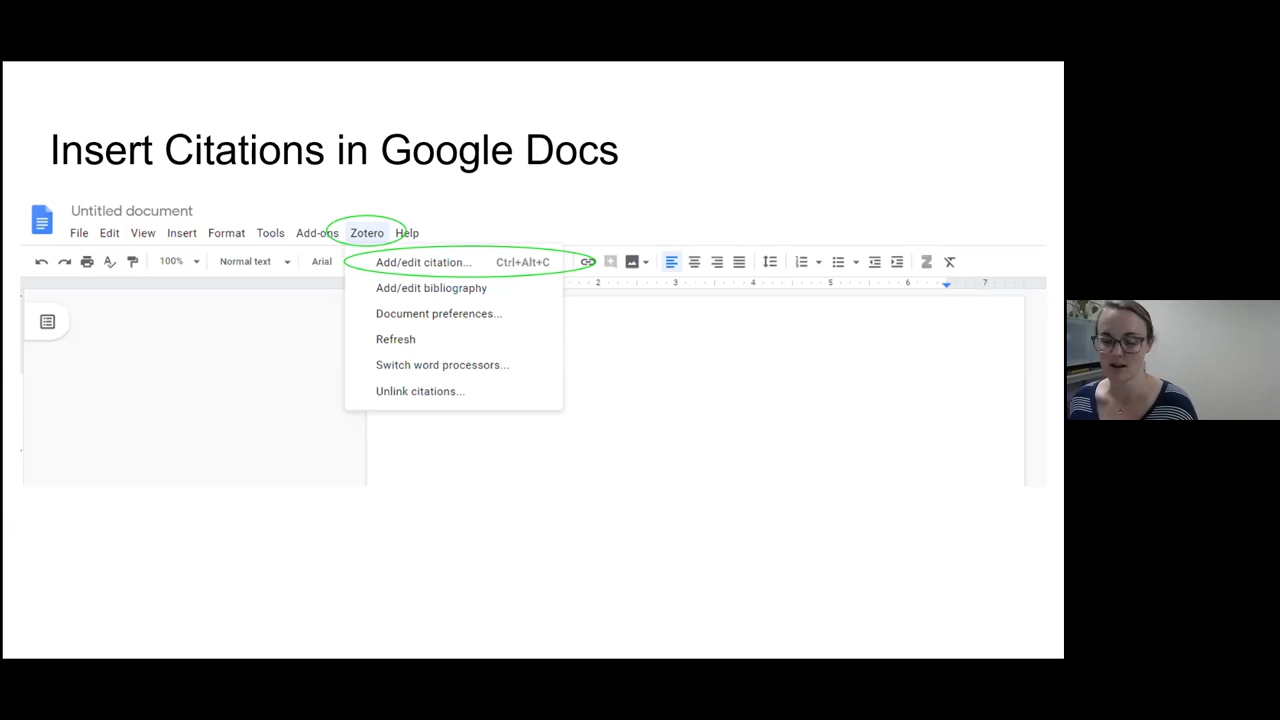 Insert Citations in Google Docs
Untitled document
File Edit View Insert Format Tools Add-ons Zotero Help
100% Normal text Arial
Add/edit citation... Ctrl+Alt+C
2 3 4 5 6 7
Add/edit bibliography
Document preferences...
Refresh
Switch word processors...
Unlink citations...